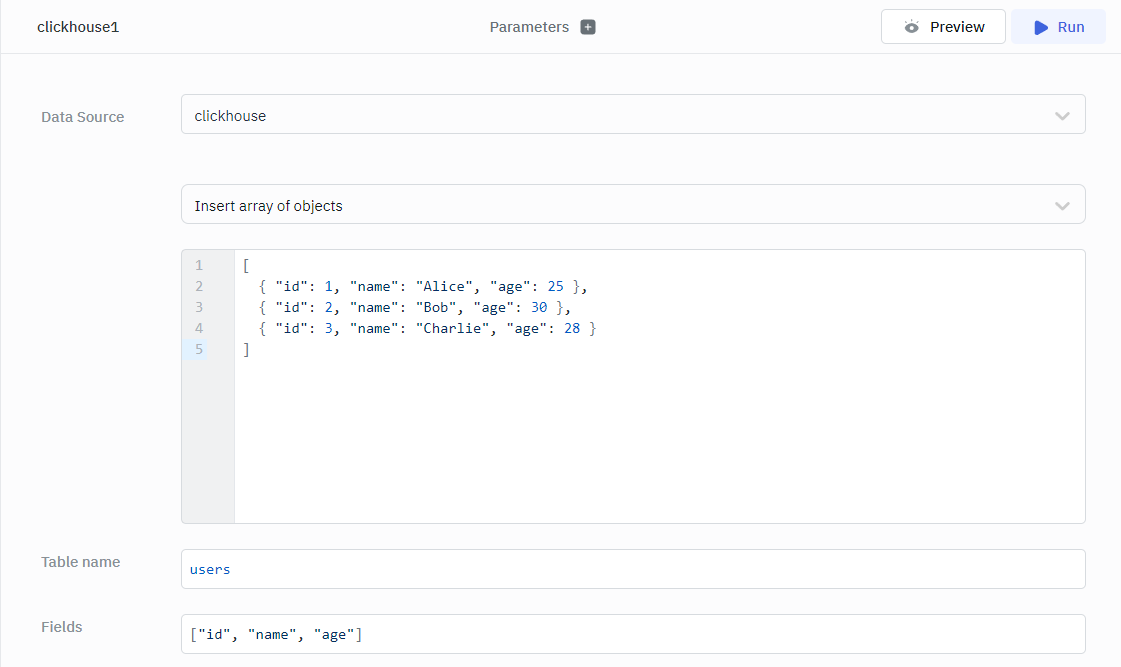 clickhouse1 Parameters + Preview Run
Data Source clickhouse
Insert array of objects
1 [
2 { "id": 1, "name": "Alice", "age": 25 },
3 { "id": 2, "name": "Bob", "age": 30 },
4 { "id": 3, "name": "Charlie", "age": 28 }
5 ]
Table name users
Fields ["id", "name", "age"]